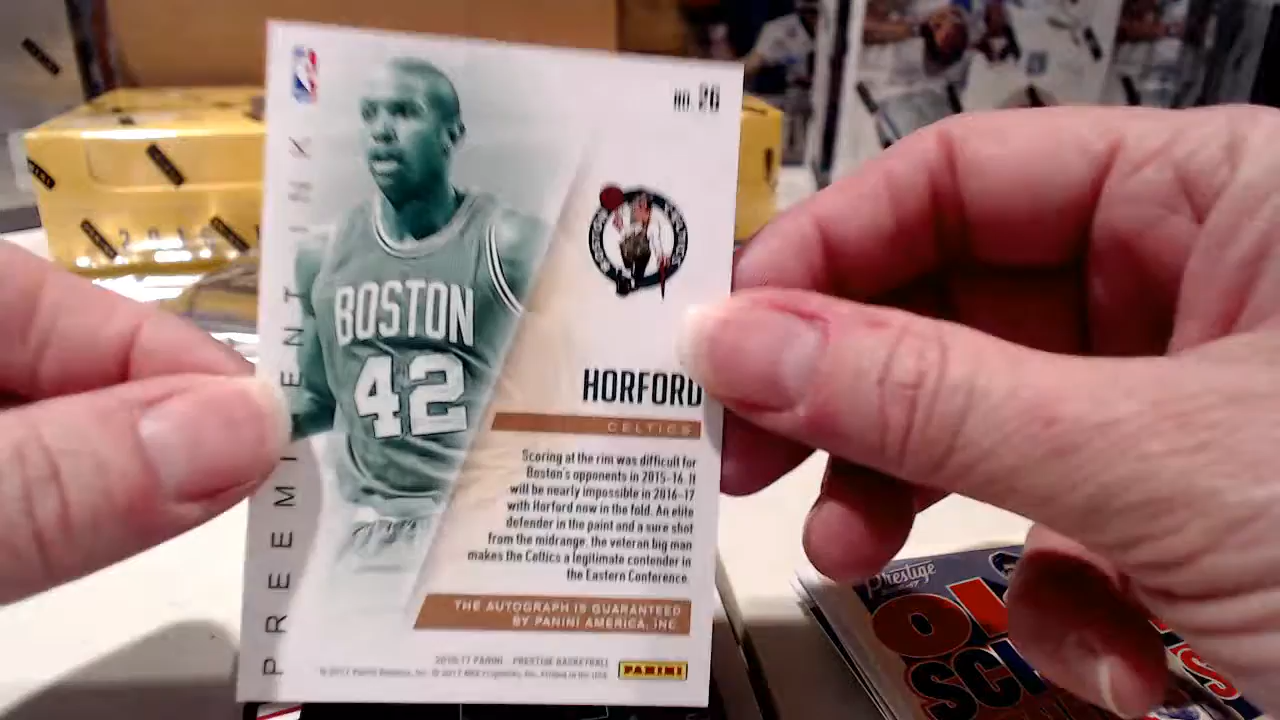 NO. 26
PREMIERE INK
BOSTON
42
HORFORD
CELTICS
Scoring at the rim was difficult for
Boston's opponents in 2015-16. It
will be nearly impossible in 2016-17
with Horford now in the fold. An elite
defender in the paint and a sure shot
from the midrange, the veteran big man
makes the Celtics a legitimate contender in
the Eastern Conference.
THE AUTOGRAPH IS GUARANTEED
BY PANINI AMERICA, INC.
2016-17 PANINI - PRESTIGE BASKETBALL
PANINI
Prestige